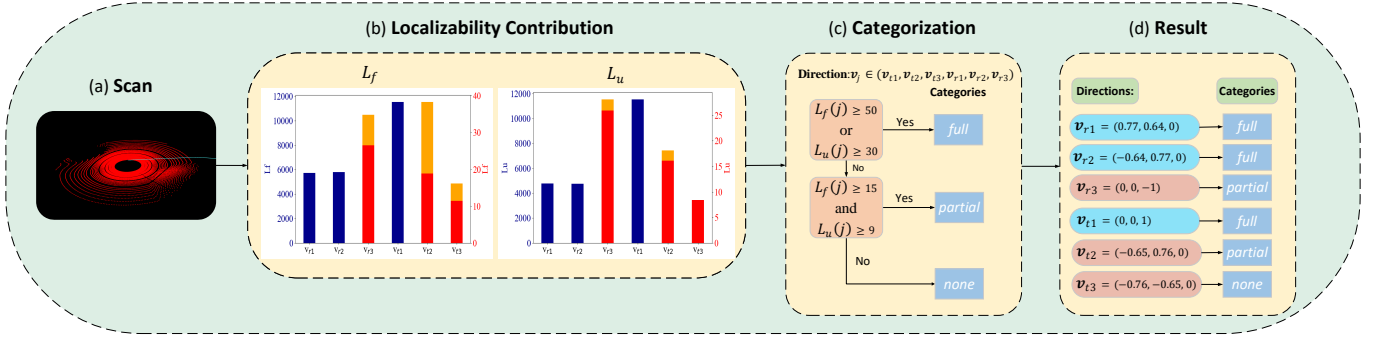 (a) Scan
(b) Localizability Contribution
L_f
12000
10000
8000
6000
4000
2000
0
Lf
40
30
20
10
0
Lf
v_r1 v_r2 v_r3 v_t1 v_t2 v_t3
L_u
12000
10000
8000
6000
4000
2000
0
Lu
25
20
15
10
5
0
Lu
v_r1 v_r2 v_r3 v_t1 v_t2 v_t3
(c) Categorization
Direction:v_j ∈ (v_t1, v_t2, v_t3, v_r1, v_r2, v_r3)
Categories
L_f(j) ≥ 50
or
L_u(j) ≥ 30
Yes
full
No
L_f(j) ≥ 15
and
L_u(j) ≥ 9
Yes
partial
No
none
(d) Result
Directions: Categories
v_r1 = (0.77, 0.64, 0) full
v_r2 = (−0.64, 0.77, 0) full
v_r3 = (0, 0, −1) partial
v_t1 = (0, 0, 1) full
v_t2 = (−0.65, 0.76, 0) partial
v_t3 = (−0.76, −0.65, 0) none